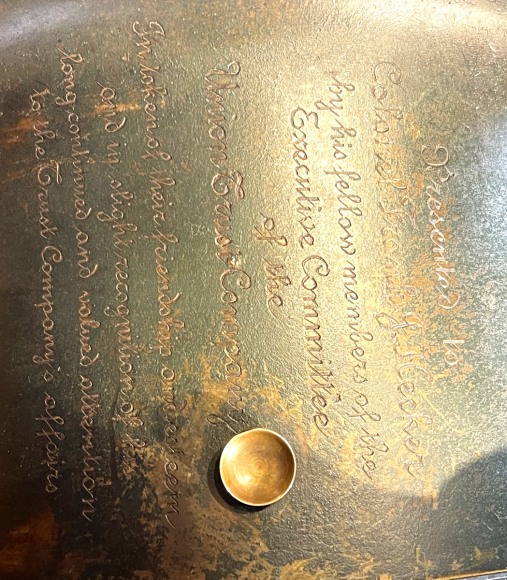 Presented to
Colonel Frank J. Hecker
by his fellow members of the
Executive Committee
of the
Union Trust Company
In token of their friendship and esteem
and in slight recognition of his
long continued and valued attention
to the Trust Company's affairs